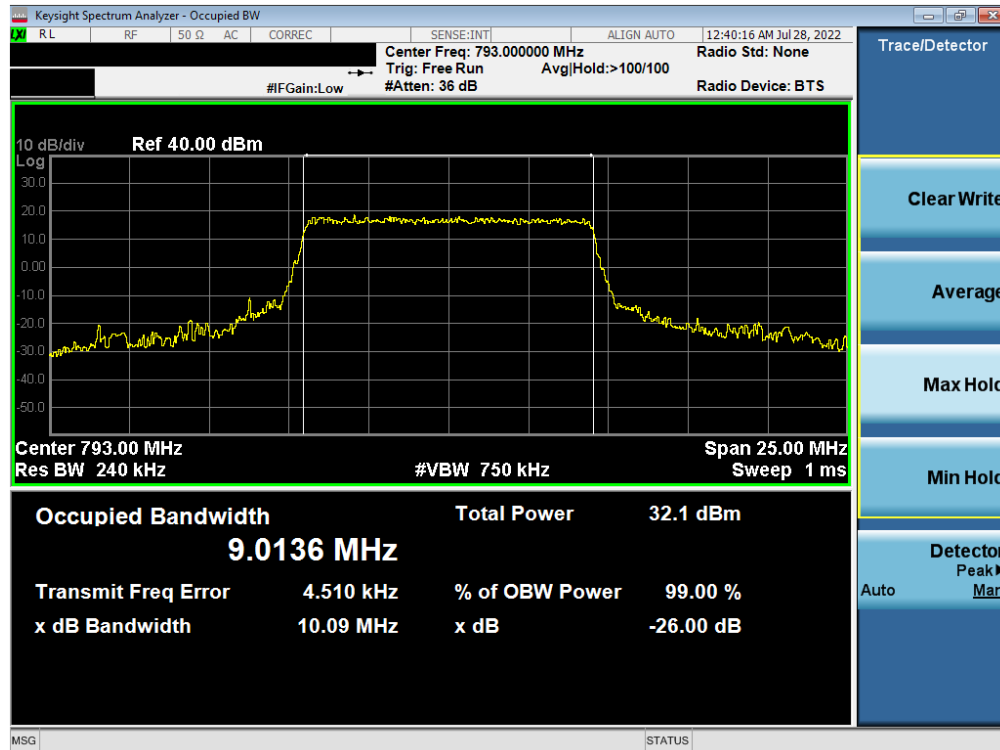 Keysight Spectrum Analyzer - Occupied BW
LXI RL RF 50 Ω AC CORREC SENSE:INT ALIGN AUTO 12:40:16 AM Jul 28, 2022
Center Freq: 793.000000 MHz Radio Std: None
Trig: Free Run Avg|Hold:>100/100
#IFGain:Low #Atten: 36 dB Radio Device: BTS
10 dB/div Ref 40.00 dBm
Log
30.0
20.0
10.0
0.00
-10.0
-20.0
-30.0
-40.0
-50.0
Center 793.00 MHz Span 25.00 MHz
Res BW 240 kHz #VBW 750 kHz Sweep 1 ms
Occupied Bandwidth Total Power 32.1 dBm
9.0136 MHz
Transmit Freq Error 4.510 kHz % of OBW Power 99.00 %
x dB Bandwidth 10.09 MHz x dB -26.00 dB
MSG STATUS
Trace/Detector
Clear Write
Average
Max Hold
Min Hold
Detector
Peak
Auto Man